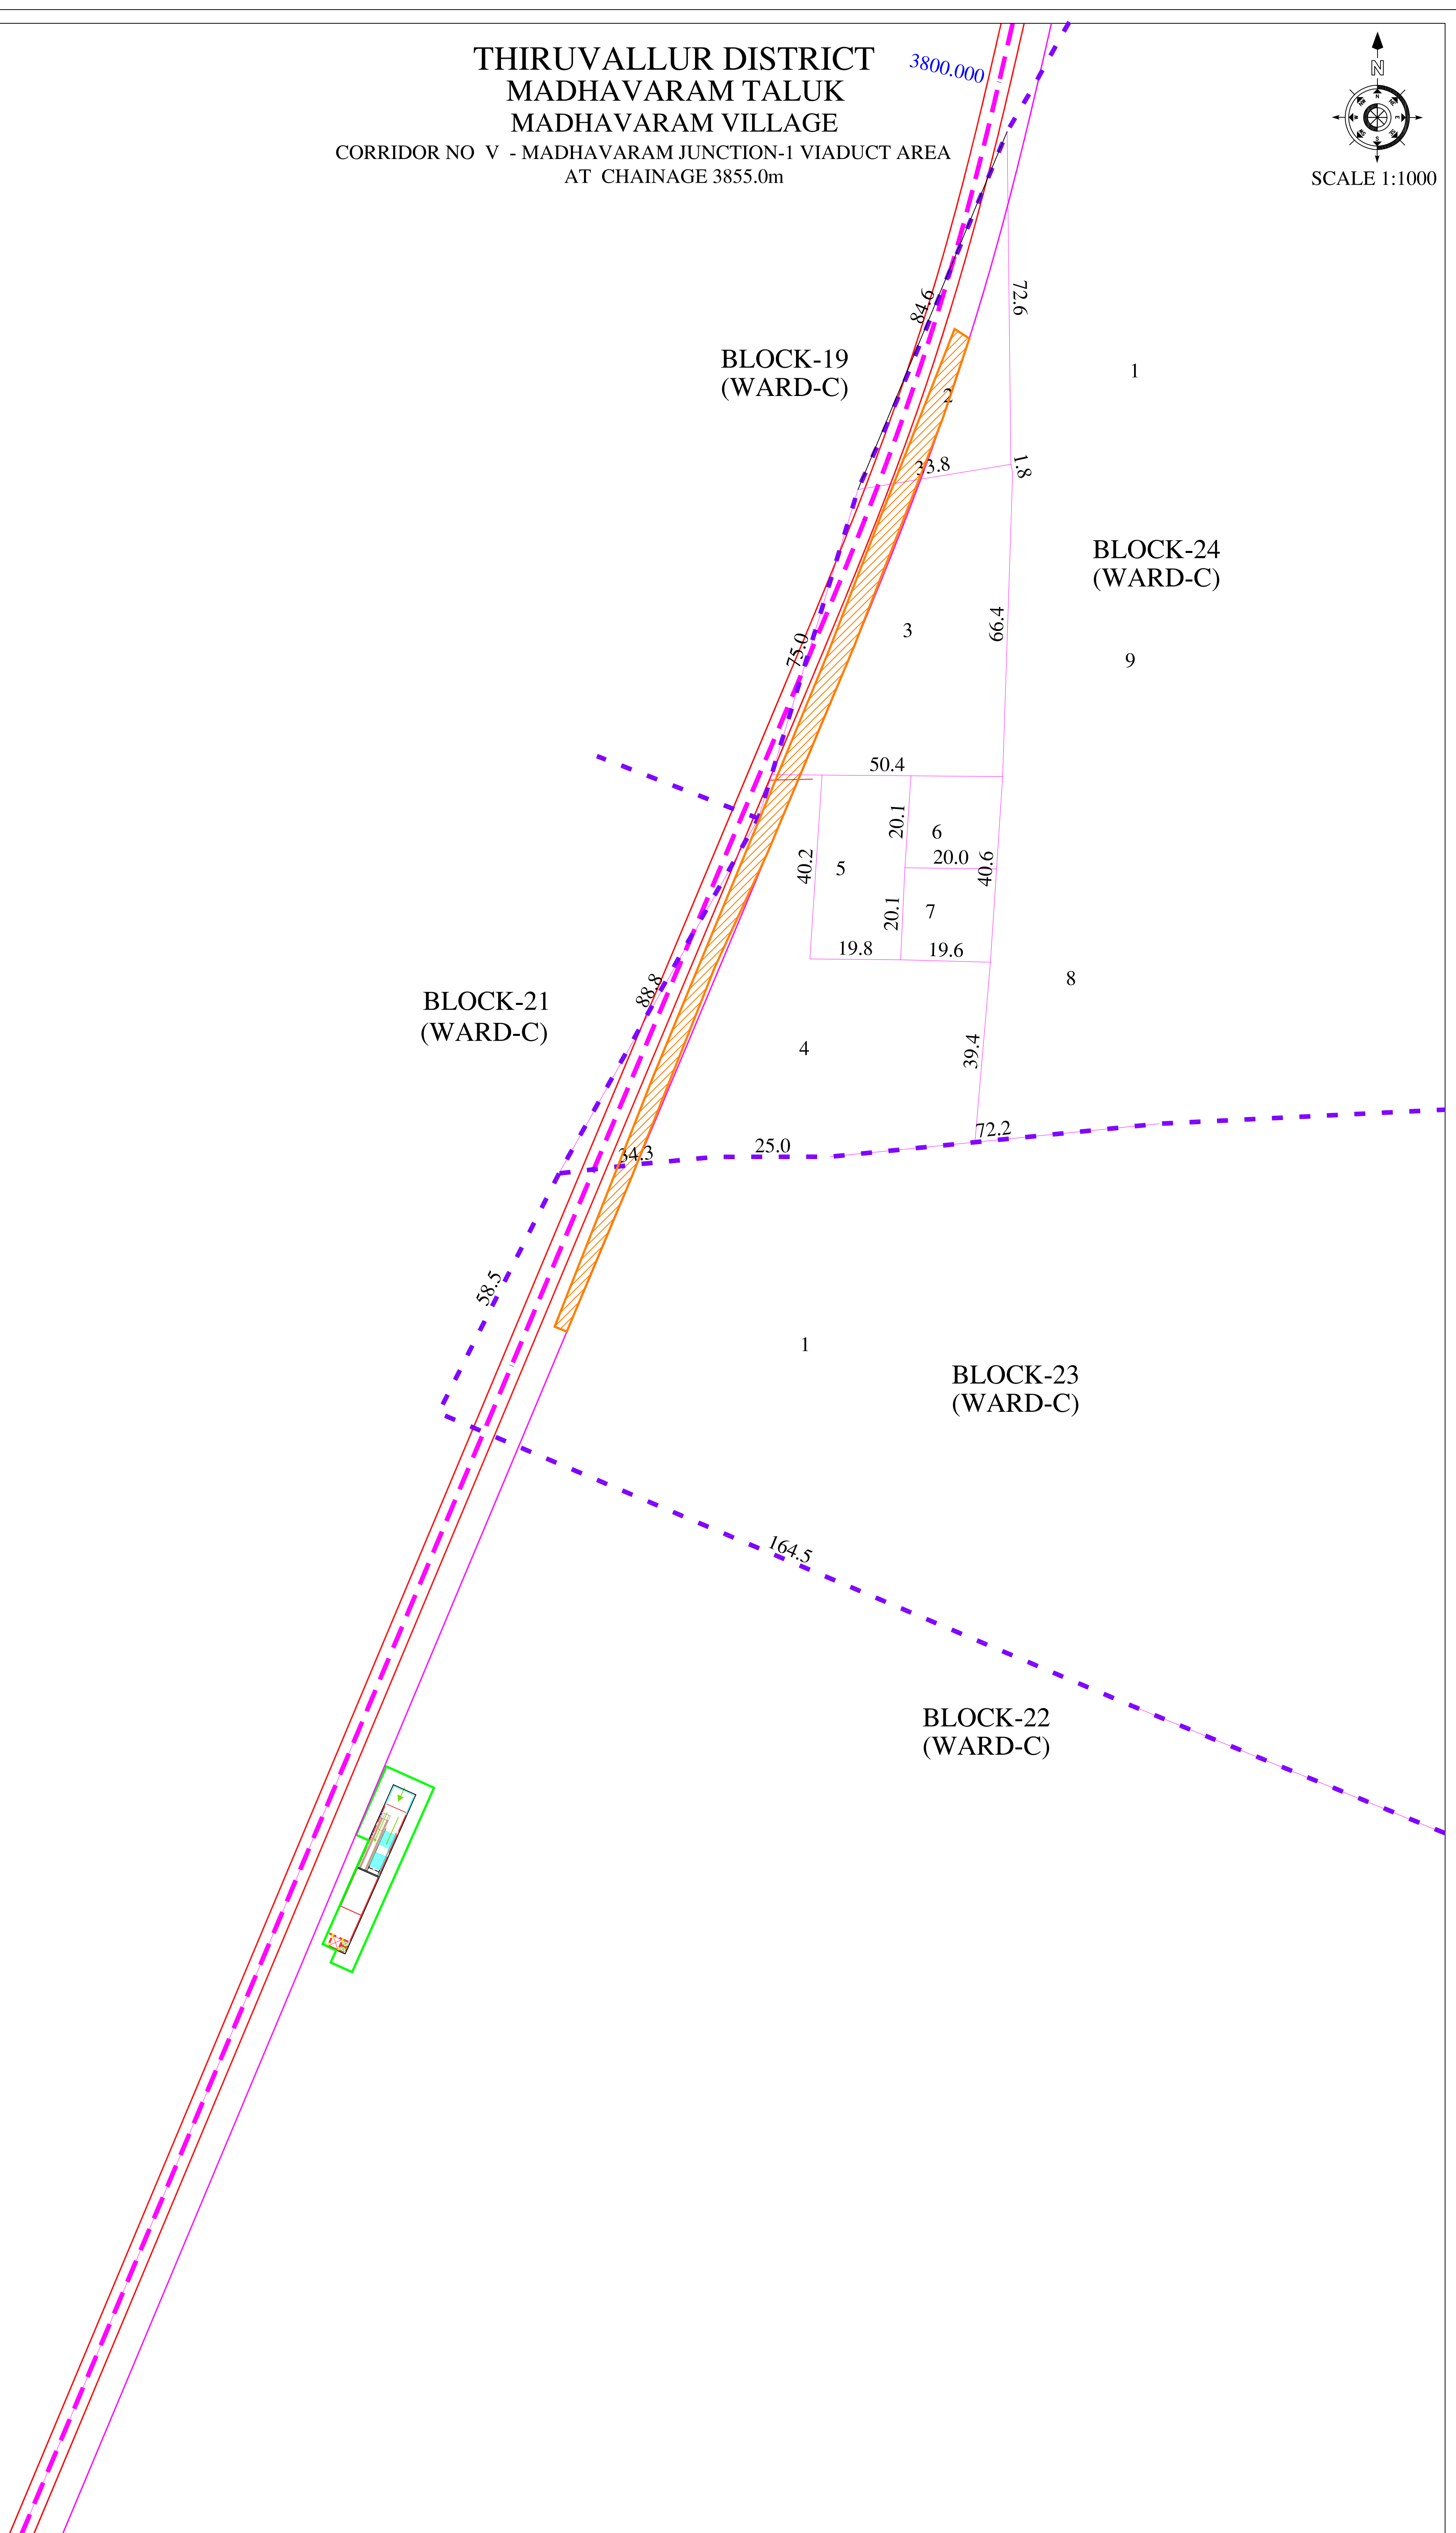 THIRUVALLUR DISTRICT
MADHAVARAM TALUK
MADHAVARAM VILLAGE
CORRIDOR NO V - MADHAVARAM JUNCTION-1 VIADUCT AREA
AT CHAINAGE 3855.0m
3800.000
N
SCALE 1:1000
84.6
72.6
BLOCK-19
(WARD-C)
1
2
33.8
1.8
BLOCK-24
(WARD-C)
66.4
3
75.0
9
50.4
20.1
6
40.2
5
20.0
40.6
20.1
7
19.8
19.6
8
88.8
BLOCK-21
(WARD-C)
4
39.4
72.2
25.0
34.3
58.5
1
BLOCK-23
(WARD-C)
164.5
BLOCK-22
(WARD-C)